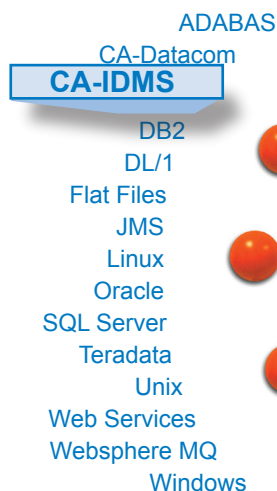 ADABAS
CA-Datacom
CA-IDMS
DB2
DL/1
Flat Files
JMS
Linux
Oracle
SQL Server
Teradata
Unix
Web Services
Websphere MQ
Windows